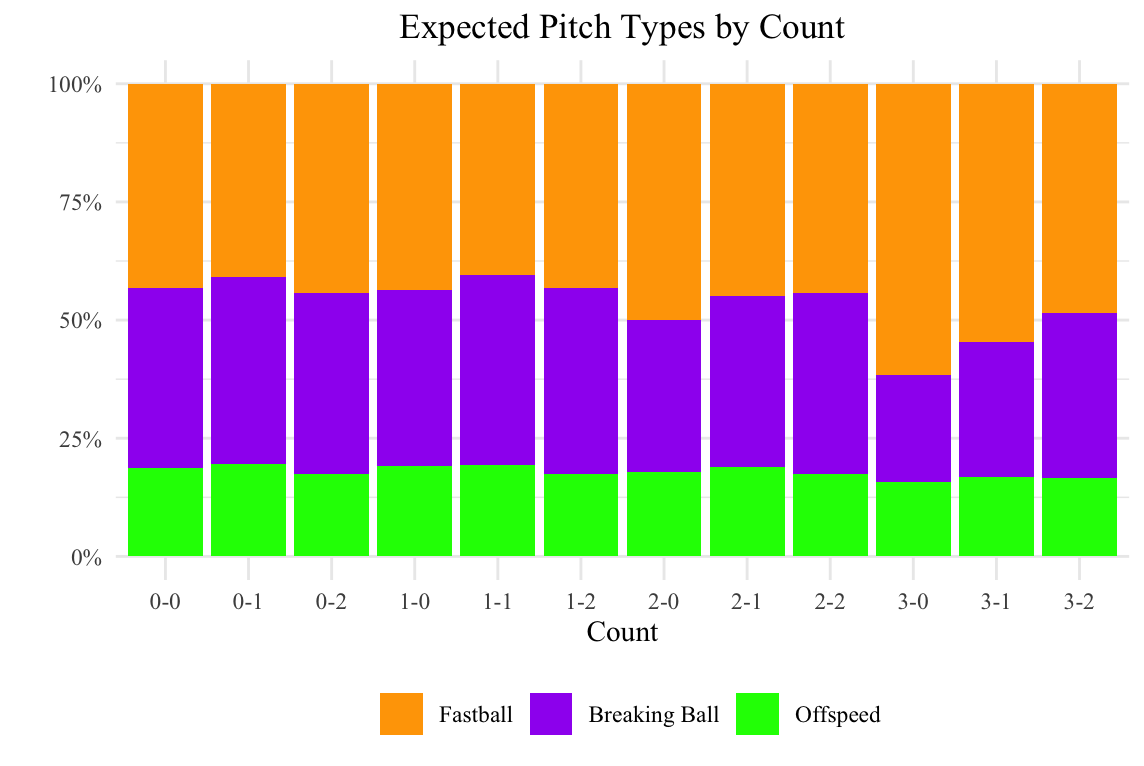 Expected Pitch Types by Count
100%
75%
50%
25%
0%
0-0 0-1 0-2 1-0 1-1 1-2 2-0 2-1 2-2 3-0 3-1 3-2
Count
Fastball Breaking Ball Offspeed